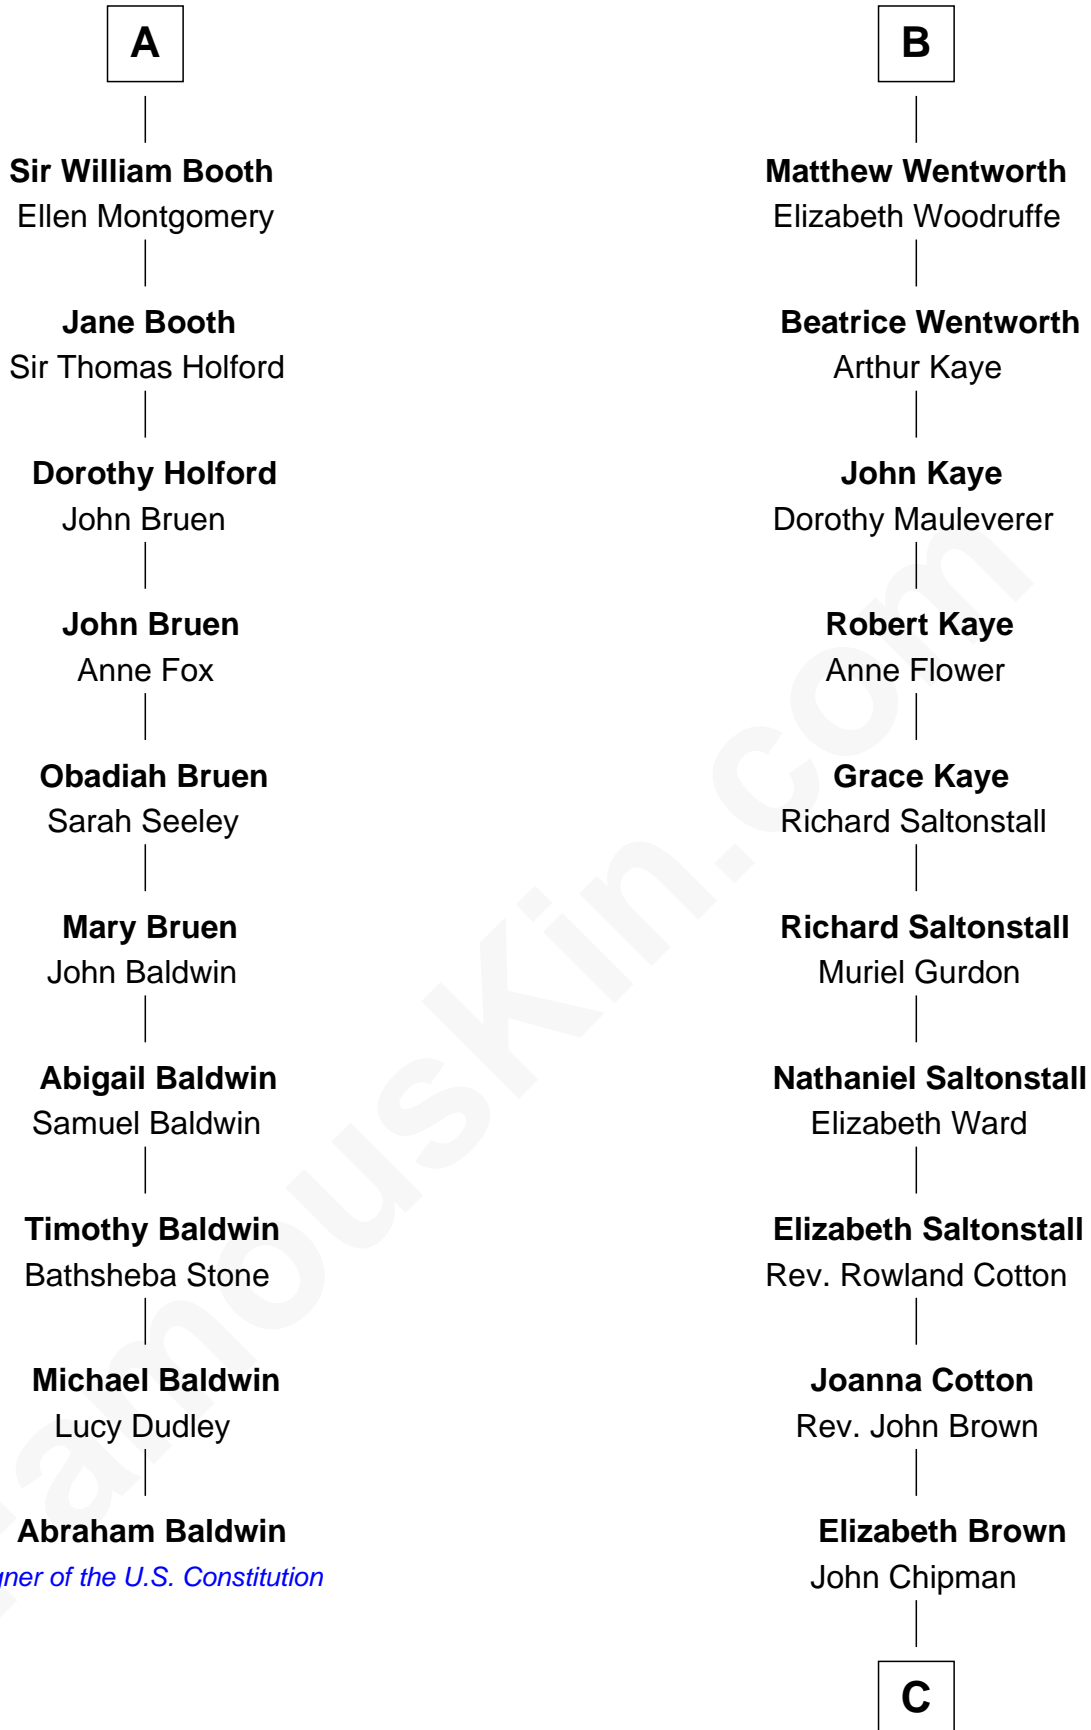 A
Sir William Booth
Ellen Montgomery
Jane Booth
Sir Thomas Holford
Dorothy Holford
John Bruen
John Bruen
Anne Fox
Obadiah Bruen
Sarah Seeley
Mary Bruen
John Baldwin
Abigail Baldwin
Samuel Baldwin
Timothy Baldwin
Bathsheba Stone
Michael Baldwin
Lucy Dudley
Abraham Baldwin
gner of the U.S. Constitution
B
Matthew Wentworth
Elizabeth Woodruffe
Beatrice Wentworth
Arthur Kaye
John Kaye
Dorothy Mauleverer
Robert Kaye
Anne Flower
Grace Kaye
Richard Saltonstall
Richard Saltonstall
Muriel Gurdon
Nathaniel Saltonstall
Elizabeth Ward
Elizabeth Saltonstall
Rev. Rowland Cotton
Joanna Cotton
Rev. John Brown
Elizabeth Brown
John Chipman
C
FamousKin.com